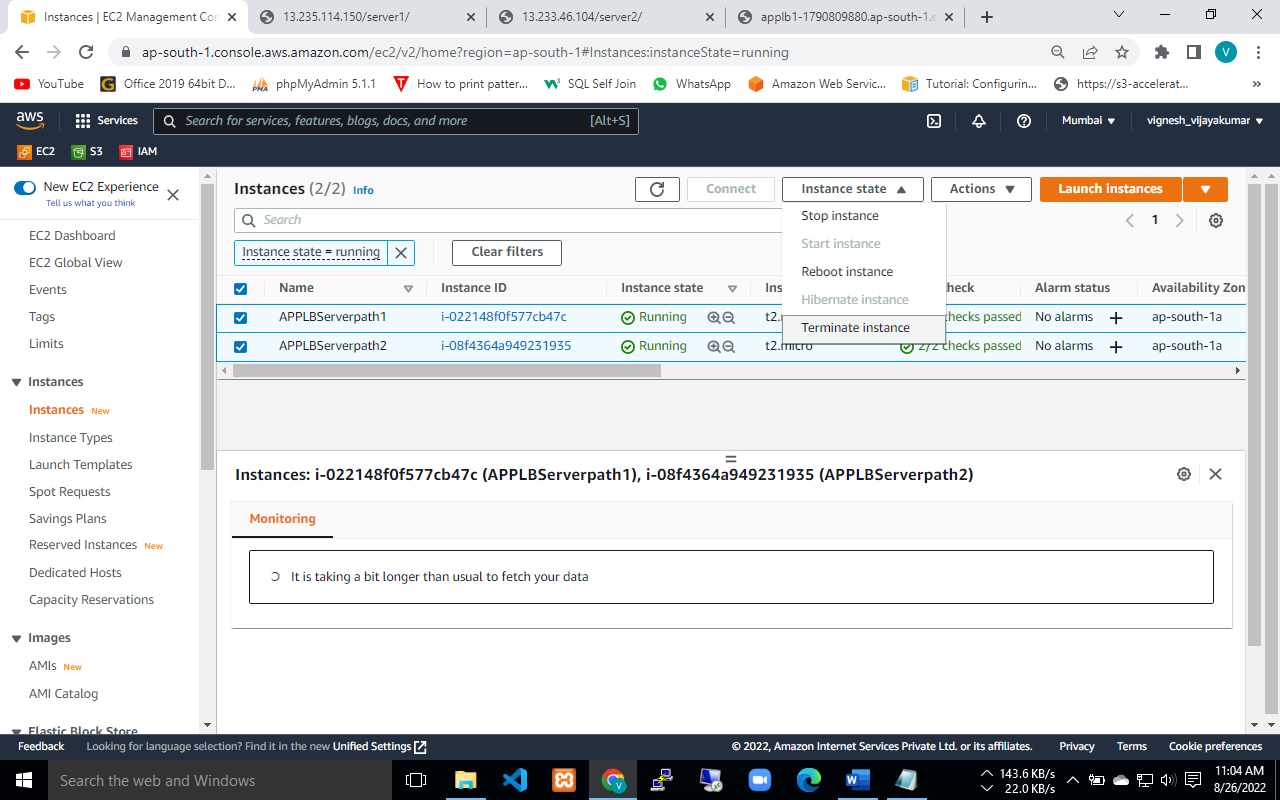 Instances | EC2 Management Con
13.235.114.150/server1/
13.233.46.104/server2/
applb1-1790809880.ap-south-1.e
ap-south-1.console.aws.amazon.com/ec2/v2/home?region=ap-south-1#Instances:instanceState=running
V
YouTube
Office 2019 64bit D...
phpMyAdmin 5.1.1
How to print patter...
SQL Self Join
WhatsApp
Amazon Web Servic...
Tutorial: Configurin...
https://s3-accelerat...
»
aws
Services
Search for services, features, blogs, docs, and more
[Alt+S]
Mumbai
vignesh_vijayakumar
EC2
S3
IAM
New EC2 Experience
Tell us what you think
EC2 Dashboard
EC2 Global View
Events
Tags
Limits
Instances
Instances New
Instance Types
Launch Templates
Spot Requests
Savings Plans
Reserved Instances New
Dedicated Hosts
Capacity Reservations
Images
AMIs New
AMI Catalog
Elastic Block Store
Instances (2/2) Info
Connect
Instance state
Actions
Launch instances
Search
1
Stop instance
Start instance
Reboot instance
Hibernate instance
Terminate instance
Instance state = running
Clear filters
Name Instance ID Instance state Ins check Alarm status Availability Zon
APPLBServerpath1 i-022148f0f577cb47c Running t2. checks passed No alarms + ap-south-1a
APPLBServerpath2 i-08f4364a949231935 Running t2.micro 2/2 checks passed No alarms + ap-south-1a
Instances: i-022148f0f577cb47c (APPLBServerpath1), i-08f4364a949231935 (APPLBServerpath2)
Monitoring
It is taking a bit longer than usual to fetch your data
Feedback
Looking for language selection? Find it in the new Unified Settings
© 2022, Amazon Internet Services Private Ltd. or its affiliates.
Privacy
Terms
Cookie preferences
Search the web and Windows
143.6 KB/s
22.0 KB/s
11:04 AM
8/26/2022